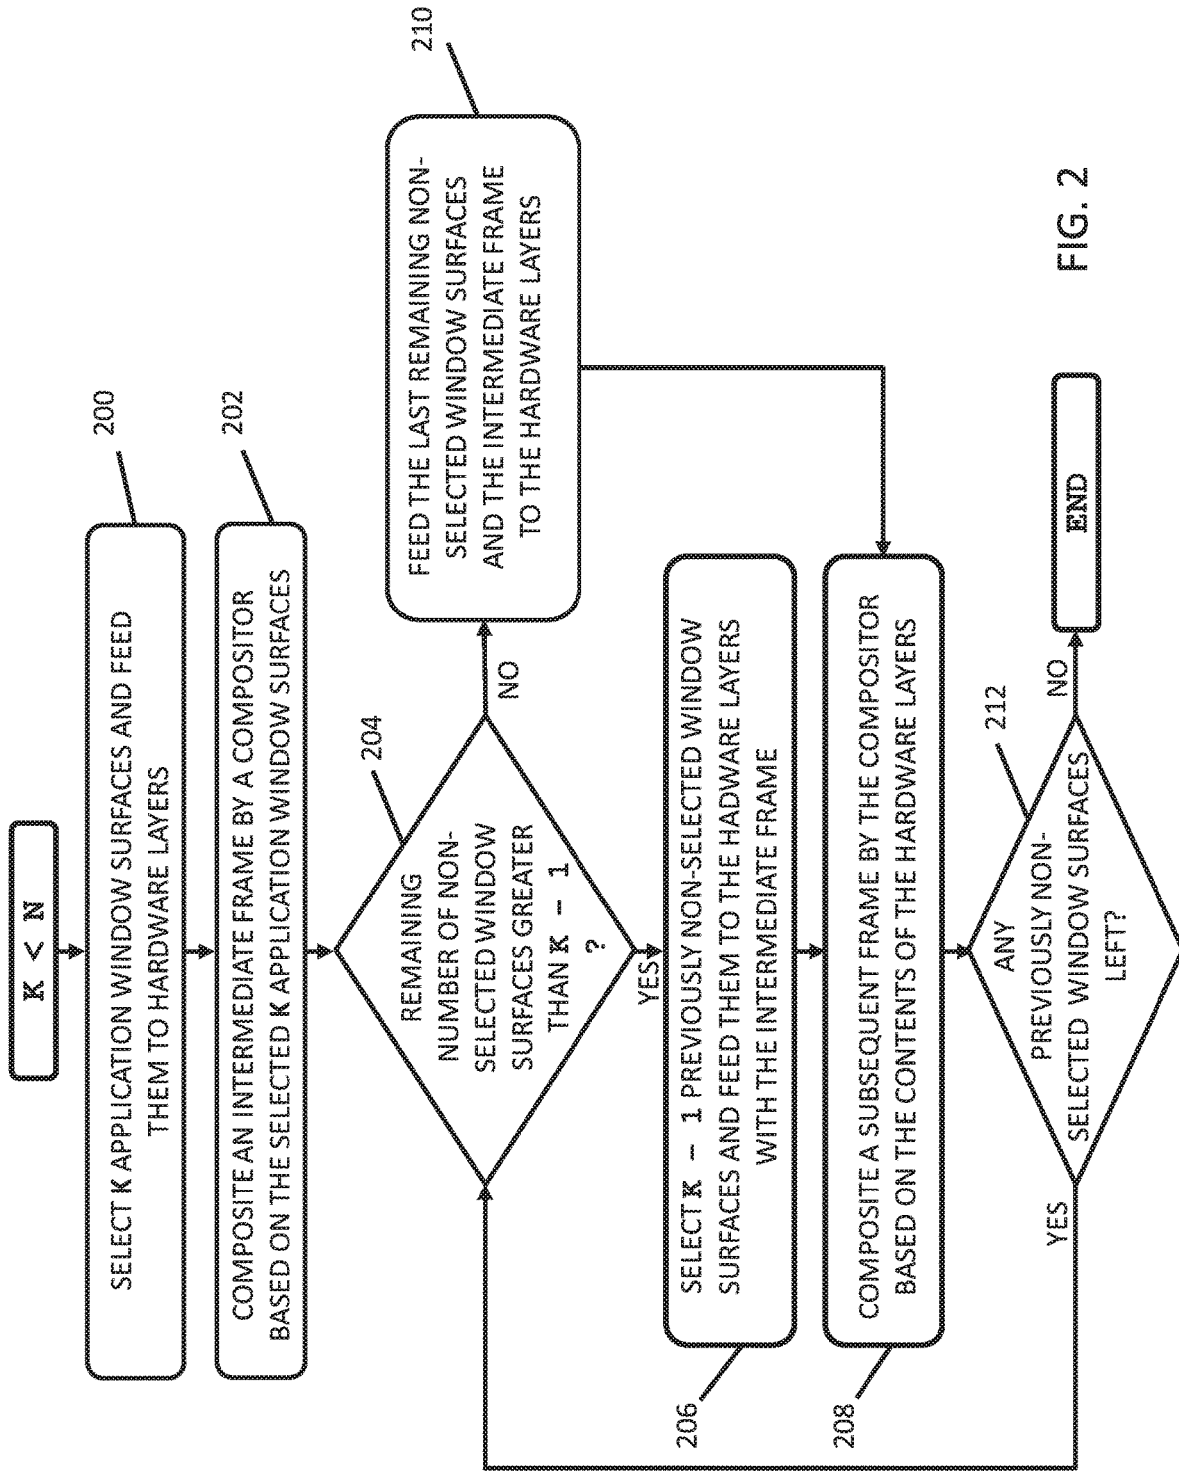 K < N
200
SELECT K APPLICATION WINDOW SURFACES AND FEED
THEM TO HARDWARE LAYERS
202
COMPOSITE AN INTERMEDIATE FRAME BY A COMPOSITOR
BASED ON THE SELECTED K APPLICATION WINDOW SURFACES
204
REMAINING
NUMBER OF NON-
SELECTED WINDOW
SURFACES GREATER
THAN K - 1
?
NO
YES
210
FEED THE LAST REMAINING NON-
SELECTED WINDOW SURFACES
AND THE INTERMEDIATE FRAME
TO THE HARDWARE LAYERS
206
SELECT K - 1 PREVIOUSLY NON-SELECTED WINDOW
SURFACES AND FEED THEM TO THE HADWARE LAYERS
WITH THE INTERMEDIATE FRAME
208
COMPOSITE A SUBSEQUENT FRAME BY THE COMPOSITOR
BASED ON THE CONTENTS OF THE HARDWARE LAYERS
212
ANY
PREVIOUSLY NON-
SELECTED WINDOW SURFACES
LEFT?
YES
NO
END
FIG. 2